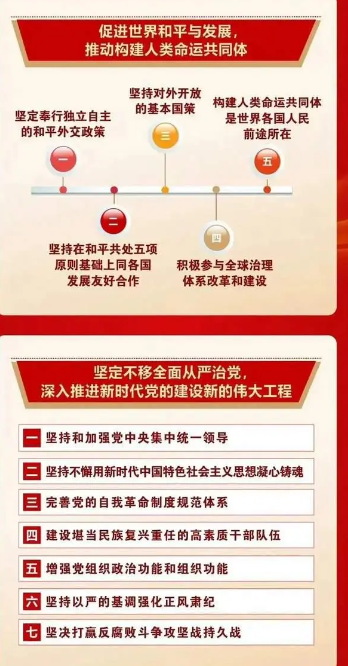 促进世界和平与发展，
推动构建人类命运共同体
坚定奉行独立自主
的和平外交政策
一
坚持在和平共处五项
原则基础上同各国
发展友好合作
二
坚持对外开放
的基本国策
三
积极参与全球治理
体系改革和建设
四
构建人类命运共同体
是世界各国人民
前途所在
五
坚定不移全面从严治党，
深入推进新时代党的建设新的伟大工程
一 坚持和加强党中央集中统一领导
二 坚持不懈用新时代中国特色社会主义思想凝心铸魂
三 完善党的自我革命制度规范体系
四 建设堪当民族复兴重任的高素质干部队伍
五 增强党组织政治功能和组织功能
六 坚持以严的基调强化正风肃纪
七 坚决打赢反腐败斗争攻坚战持久战